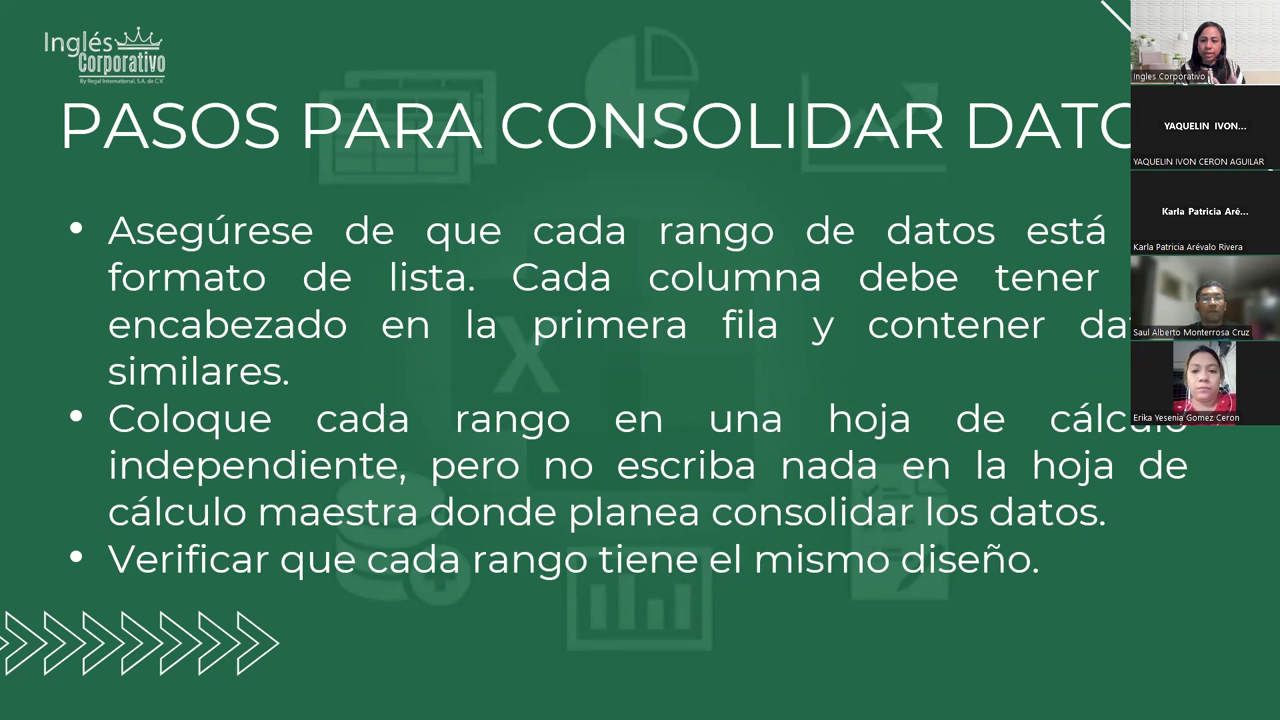 Inglés
Corporativo
By Regal International, S.A. de C.V.
PASOS PARA CONSOLIDAR
Asegúrese de que cada rango de datos está
formato de lista. Cada columna debe tener
encabezado en la primera fila y contener
similares.
Coloque cada rango en una hoja de cálculo
independiente, pero no escriba nada en la hoja de
cálculo maestra donde planea consolidar los datos.
Verificar que cada rango tiene el mismo diseño.
Ingles Corporativo
YAQUELIN IVON...
YAQUELIN IVON CERON AGUILAR
Karla Patricia Aré...
Karla Patricia Arévalo Rivera
Saul Alberto Monterrosa Cruz
Erika Yesenia Gomez Ceron